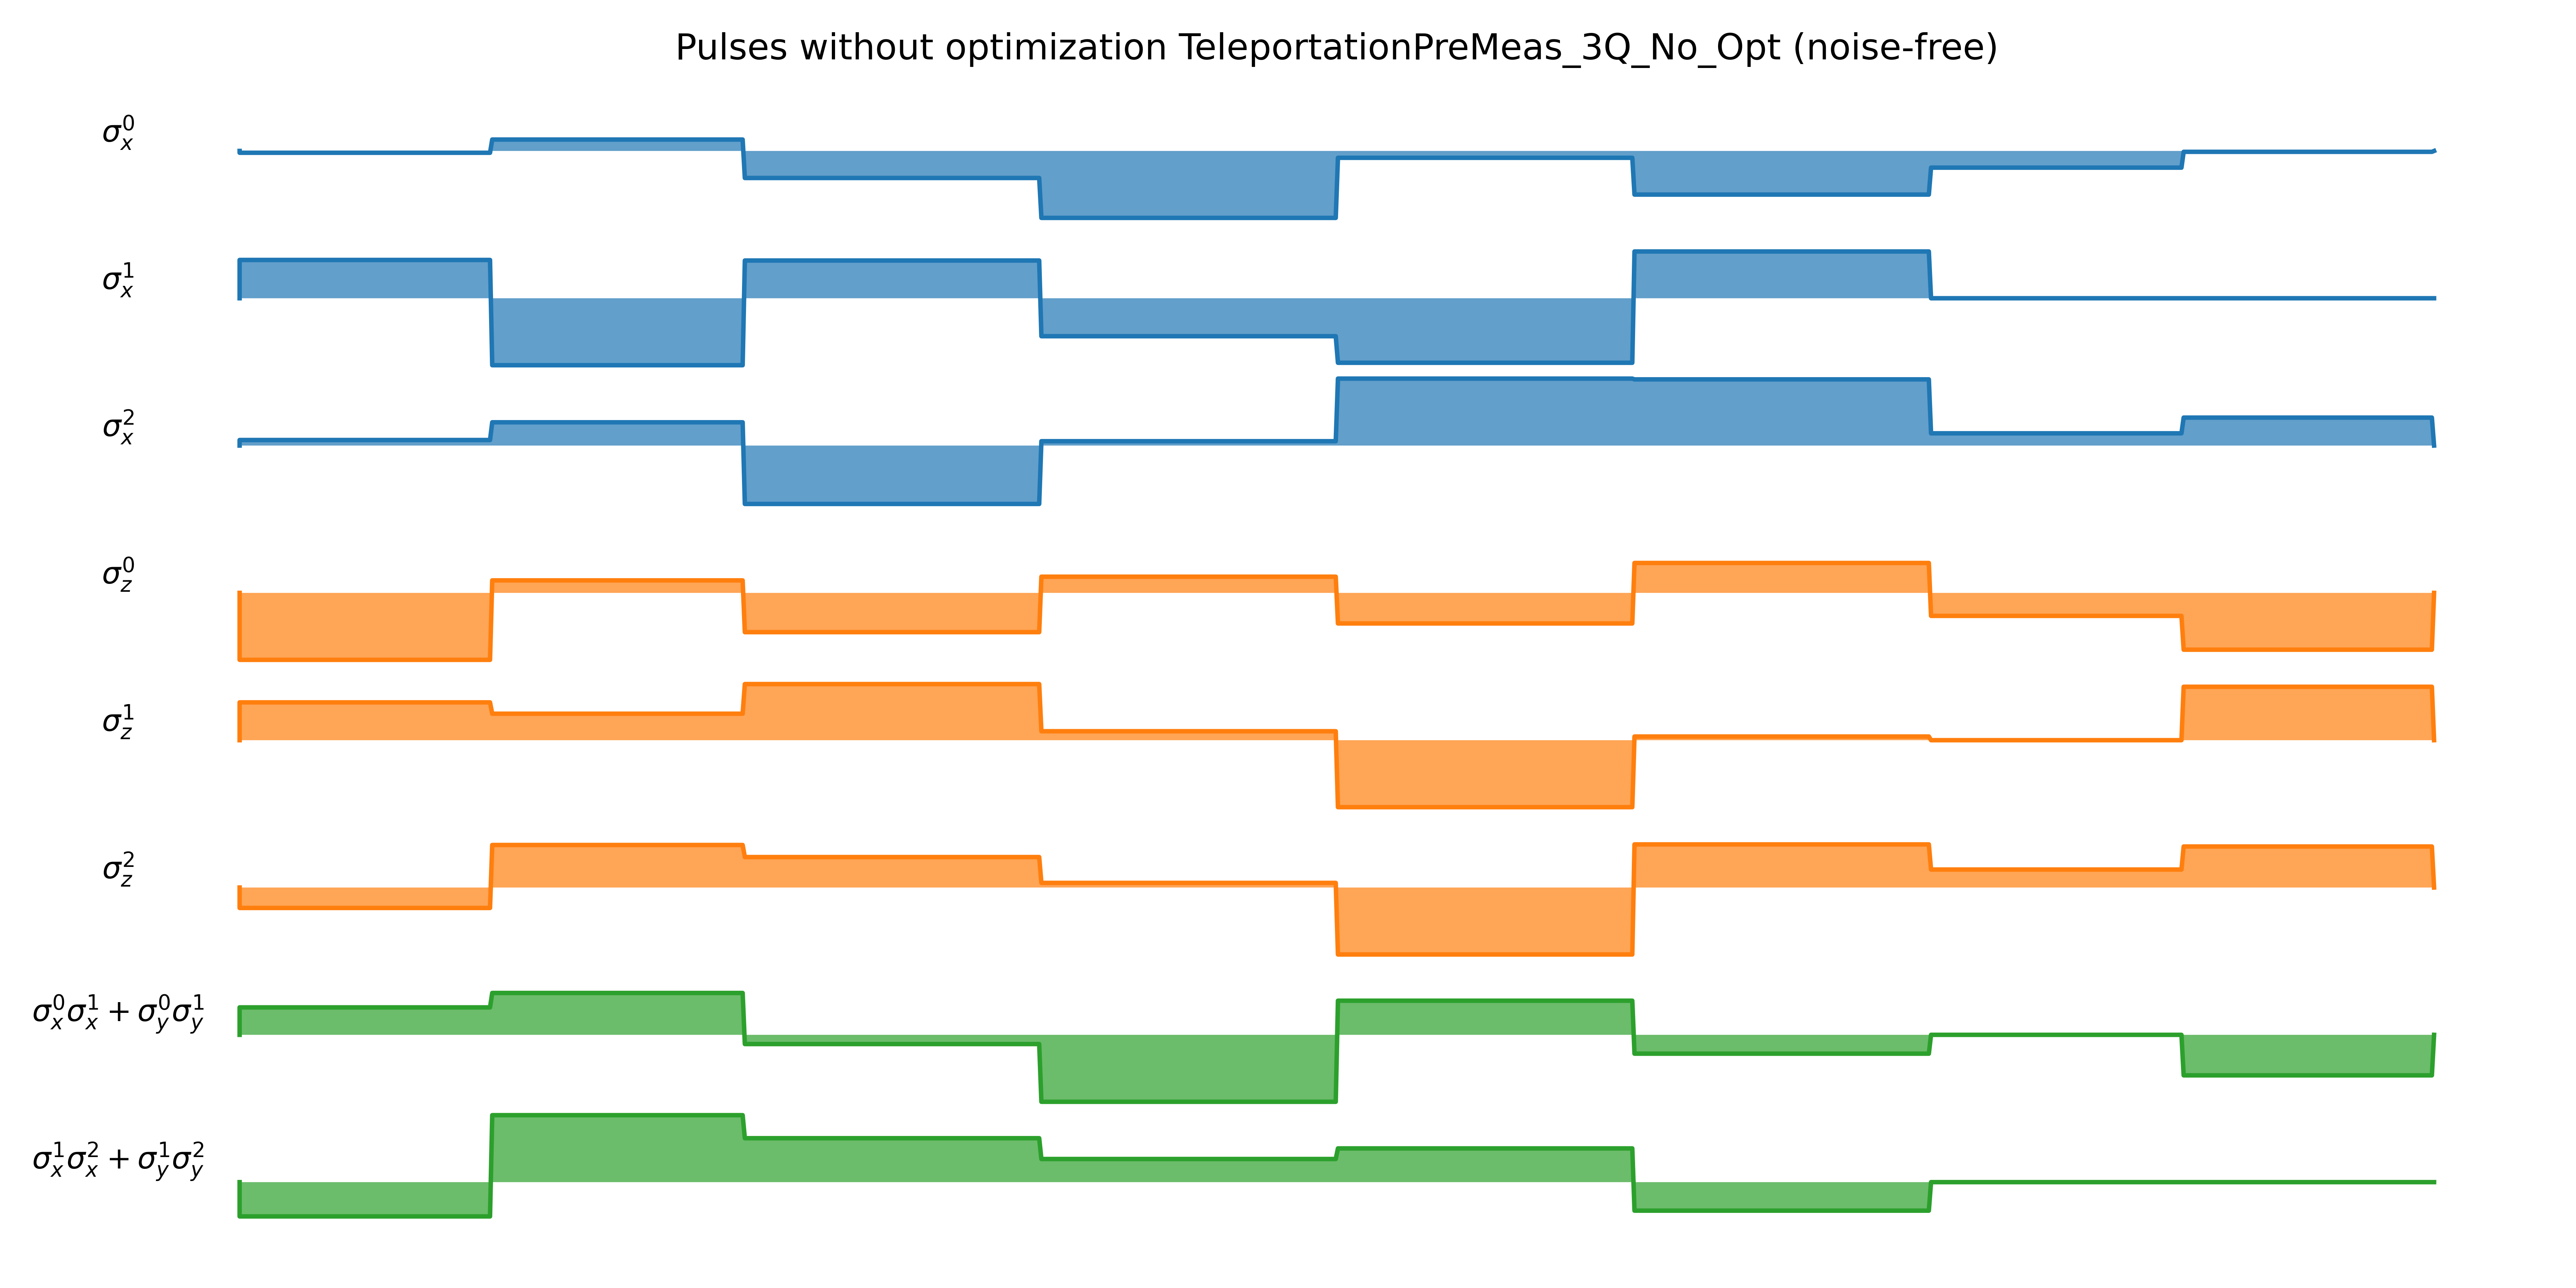 Pulses without optimization TeleportationPreMeas_3Q_No_Opt (noise-free)
σ_x^0
σ_x^1
σ_x^2
σ_z^0
σ_z^1
σ_z^2
σ_x^0σ_x^1 + σ_y^0σ_y^1
σ_x^1σ_x^2 + σ_y^1σ_y^2